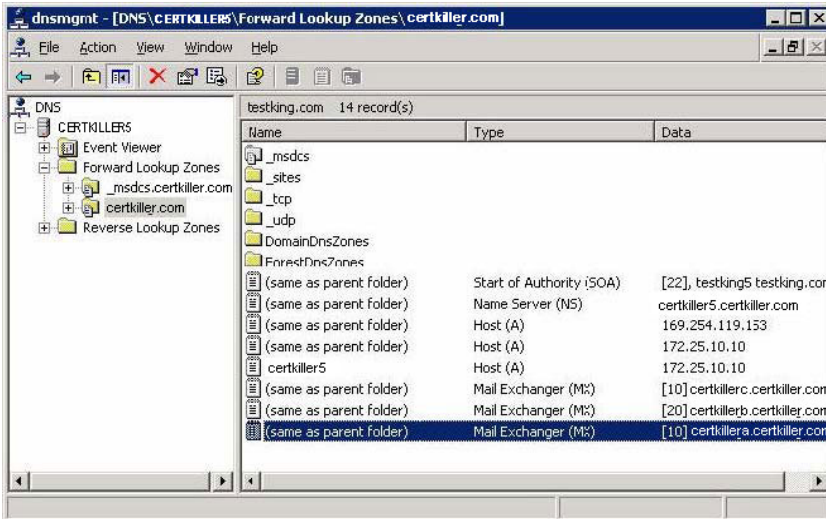 dnsmgmt - [DNS\CERTKILLER5\Forward Lookup Zones\certkiller.com]
File Action View Window Help
DNS
CERTKILLER5
Event Viewer
Forward Lookup Zones
_msdcs.certkiller.com
certkiller.com
Reverse Lookup Zones
testking.com 14 record(s)
Name Type Data
_msdcs
_sites
_tcp
_udp
DomainDnsZones
ForestDnsZones
(same as parent folder) Start of Authority (SOA) [22], testking5 testking.cor
(same as parent folder) Name Server (NS) certkiller5.certkiller.com
(same as parent folder) Host (A) 169.254.119.153
(same as parent folder) Host (A) 172.25.10.10
certkiller5 Host (A) 172.25.10.10
(same as parent folder) Mail Exchanger (MX) [10] certkillerc.certkiller.com
(same as parent folder) Mail Exchanger (MX) [20] certkillerb.certkiller.com
(same as parent folder) Mail Exchanger (MX) [10] certkillera.certkiller.com